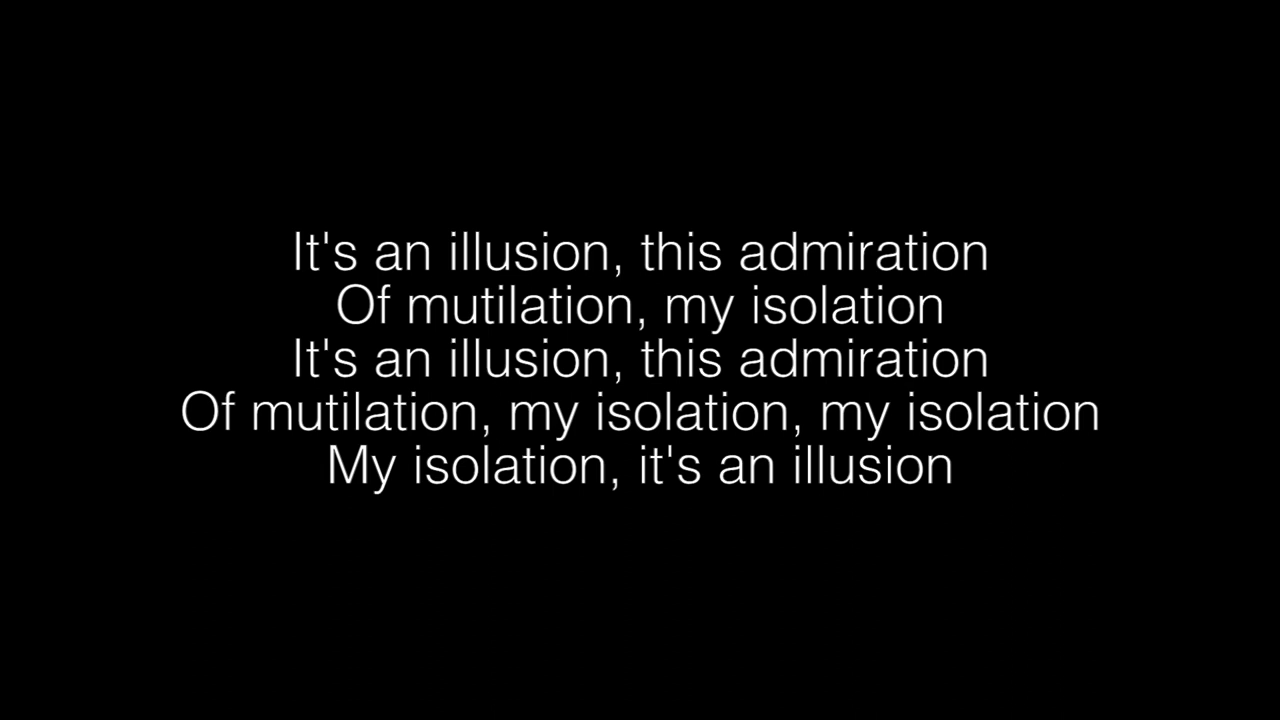 It's an illusion, this admiration
Of mutilation, my isolation
It's an illusion, this admiration
Of mutilation, my isolation, my isolation
My isolation, it's an illusion